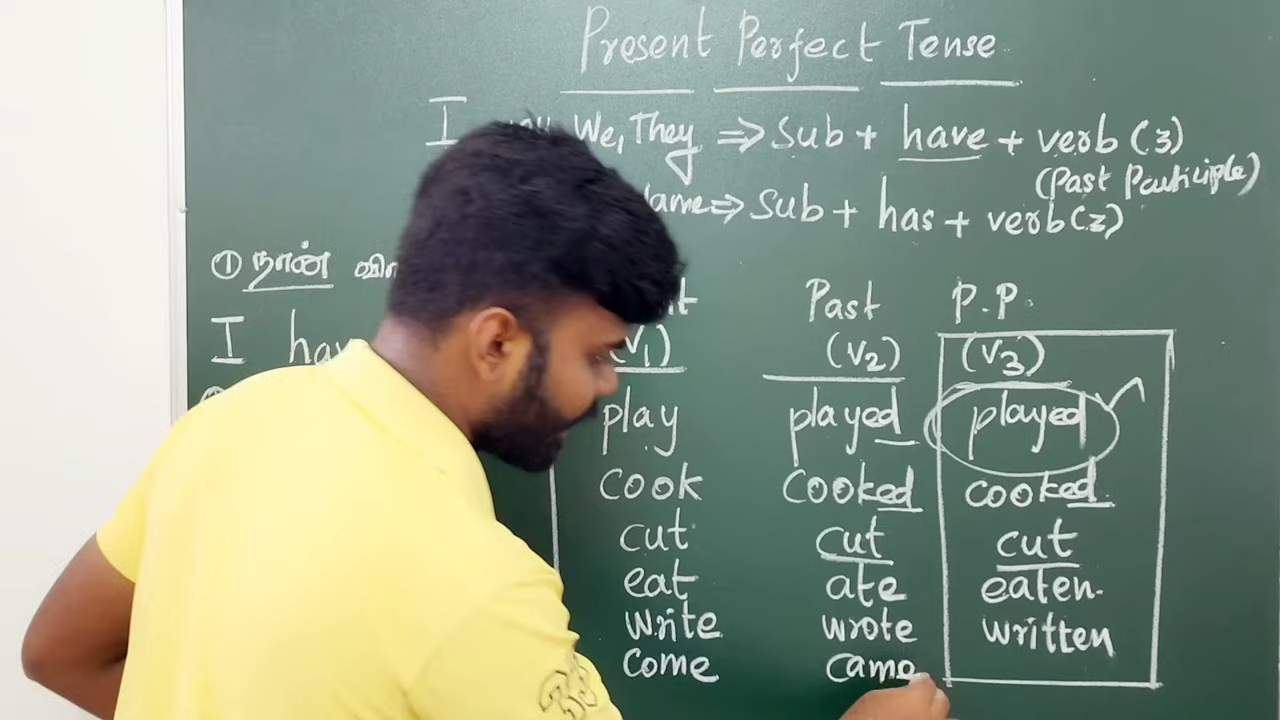 Present Perfect Tense
I We, They ⇒ Sub + have + verb (3)
(Past Participle)
⇒ Sub + has + verb (3)
① நான்
I
Past P.P.
(V1) (V2) (V3)
play played played
cook cooked cooked
cut cut cut
eat ate eaten
write wrote written
come came